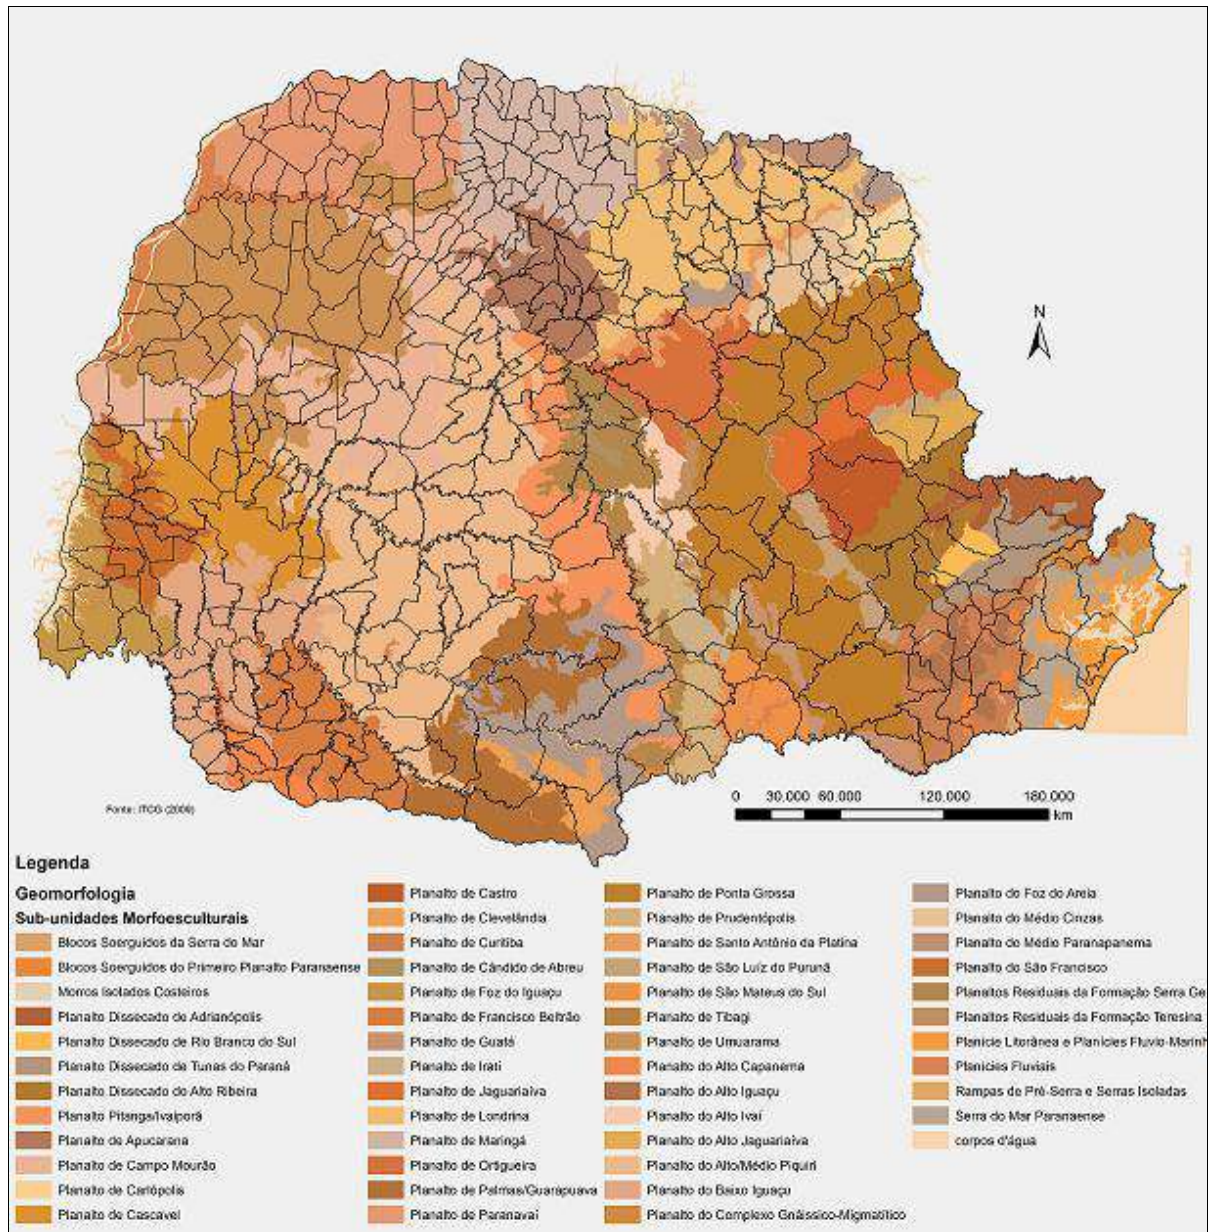 N
0 30.000 60.000 120.000 180.000
km
Fonte: ITCG (2009)
Legenda
Geomorfologia
Sub-unidades Morfoesculturais
Blocos Soerguidos da Serra do Mar
Blocos Soerguidos do Primeiro Planalto Paranaense
Morros Isolados Costeiros
Planalto Dissecado de Adrianópolis
Planalto Dissecado de Rio Branco do Sul
Planalto Dissecado de Tunas do Paraná
Planalto Dissecado do Alto Ribeira
Planalto Pitanga/Ivaiporã
Planalto de Apucarana
Planalto de Campo Mourão
Planalto de Carlópolis
Planalto de Cascavel
Planalto de Castro
Planalto de Clevelândia
Planalto de Curitiba
Planalto de Cândido de Abreu
Planalto de Foz do Iguaçu
Planalto de Francisco Beltrão
Planalto de Guatá
Planalto de Irati
Planalto de Jaguariaíva
Planalto de Londrina
Planalto de Maringá
Planalto de Ortigueira
Planalto de Palmas/Guarapuava
Planalto de Paranavaí
Planalto de Ponta Grossa
Planalto de Prudentópolis
Planalto de Santo Antônio da Platina
Planalto de São Luíz do Purunã
Planalto de São Mateus do Sul
Planalto de Tibagi
Planalto de Umuarama
Planalto do Alto Capanema
Planalto do Alto Iguaçu
Planalto do Alto Ivaí
Planalto do Alto Jaguariaíva
Planalto do Alto/Médio Piquiri
Planalto do Baixo Iguaçu
Planalto do Complexo Gnáissico-Migmatítico
Planalto do Foz do Areia
Planalto do Médio Cinzas
Planalto do Médio Paranapanema
Planalto do São Francisco
Planaltos Residuais da Formação Serra Ge
Planaltos Residuais da Formação Teresina
Planície Litorânea e Planícies Flúvio-Marinh
Planícies Fluviais
Rampas de Pré-Serra e Serras Isoladas
Serra do Mar Paranaense
corpos d'água